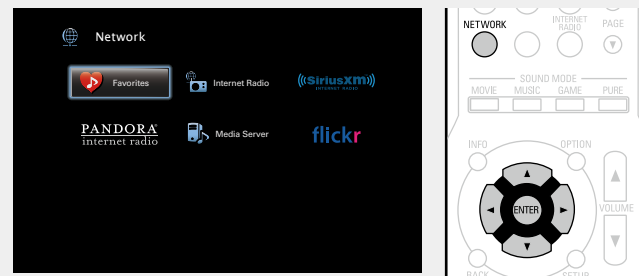 Network
Favorites
Internet Radio
((SiriusXM))
INTERNET RADIO
PANDORA®
internet radio
Media Server
flickr
NETWORK
INTERNET
RADIO
PAGE
SOUND MODE
MOVIE MUSIC GAME PURE
INFO OPTION
ENTER
VOLUME
BACK SETUP